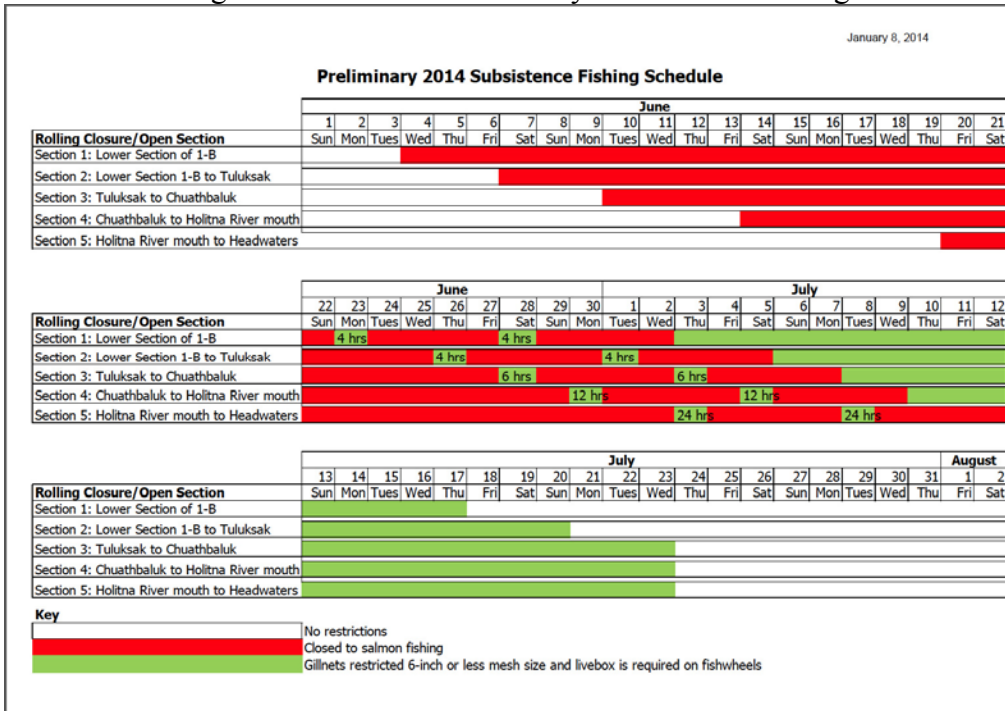 January 8, 2014
Preliminary 2014 Subsistence Fishing Schedule
June
1 2 3 4 5 6 7 8 9 10 11 12 13 14 15 16 17 18 19 20 21
Rolling Closure/Open Section Sun Mon Tues Wed Thu Fri Sat Sun Mon Tues Wed Thu Fri Sat Sun Mon Tues Wed Thu Fri Sat
Section 1: Lower Section of 1-B
Section 2: Lower Section 1-B to Tuluksak
Section 3: Tuluksak to Chuathbaluk
Section 4: Chuathbaluk to Holitna River mouth
Section 5: Holitna River mouth to Headwaters
June July
22 23 24 25 26 27 28 29 30 1 2 3 4 5 6 7 8 9 10 11 12
Rolling Closure/Open Section Sun Mon Tues Wed Thu Fri Sat Sun Mon Tues Wed Thu Fri Sat Sun Mon Tues Wed Thu Fri Sat
Section 1: Lower Section of 1-B 4 hrs 4 hrs
Section 2: Lower Section 1-B to Tuluksak 4 hrs 4 hrs
Section 3: Tuluksak to Chuathbaluk 6 hrs 6 hrs
Section 4: Chuathbaluk to Holitna River mouth 12 hrs 12 hrs
Section 5: Holitna River mouth to Headwaters 24 hrs 24 hrs
July August
13 14 15 16 17 18 19 20 21 22 23 24 25 26 27 28 29 30 31 1 2
Rolling Closure/Open Section Sun Mon Tues Wed Thu Fri Sat Sun Mon Tues Wed Thu Fri Sat Sun Mon Tues Wed Thu Fri Sat
Section 1: Lower Section of 1-B
Section 2: Lower Section 1-B to Tuluksak
Section 3: Tuluksak to Chuathbaluk
Section 4: Chuathbaluk to Holitna River mouth
Section 5: Holitna River mouth to Headwaters
Key
No restrictions
Closed to salmon fishing
Gillnets restricted 6-inch or less mesh size and livebox is required on fishwheels